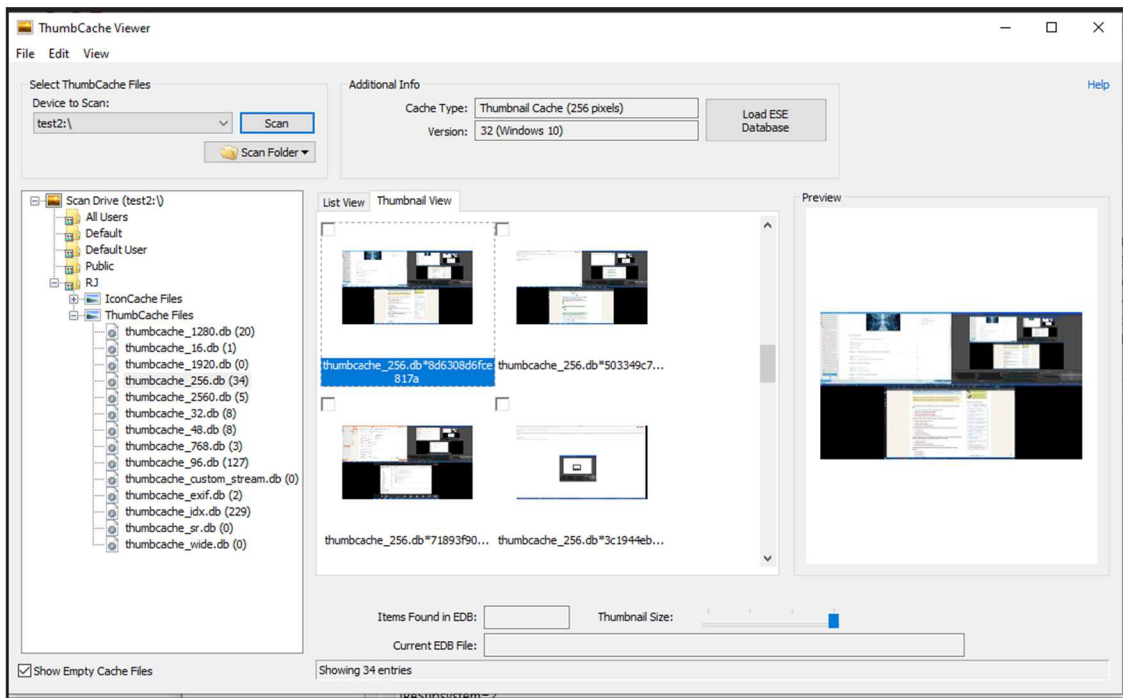 ThumbCache Viewer
File Edit View
Select ThumbCache Files
Device to Scan:
test2:\
Scan
Scan Folder
Additional Info
Cache Type: Thumbnail Cache (256 pixels)
Version: 32 (Windows 10)
Load ESE
Database
Help
Scan Drive (test2:\)
All Users
Default
Default User
Public
RJ
IconCache Files
ThumbCache Files
thumbcache_1280.db (20)
thumbcache_16.db (1)
thumbcache_1920.db (0)
thumbcache_256.db (34)
thumbcache_2560.db (5)
thumbcache_32.db (8)
thumbcache_48.db (8)
thumbcache_768.db (3)
thumbcache_96.db (127)
thumbcache_custom_stream.db (0)
thumbcache_exif.db (2)
thumbcache_idx.db (229)
thumbcache_sr.db (0)
thumbcache_wide.db (0)
Show Empty Cache Files
List View Thumbnail View
thumbcache_256.db*8d6308d6fce
817a
thumbcache_256.db*503349c7...
thumbcache_256.db*71893f90...
thumbcache_256.db*3c1944eb...
Preview
Items Found in EDB:
Thumbnail Size:
Current EDB File:
Showing 34 entries